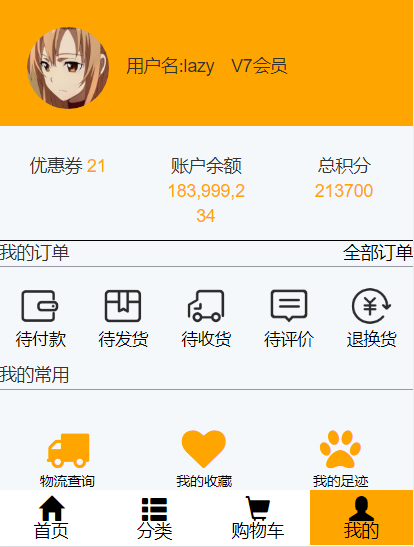 用户名:lazy V7会员
优惠券 21 账户余额 总积分
183,999,2 213700
34
我的订单 全部订单
待付款 待发货 待收货 待评价 退换货
我的常用
物流查询 我的收藏 我的足迹
首页 分类 购物车 我的